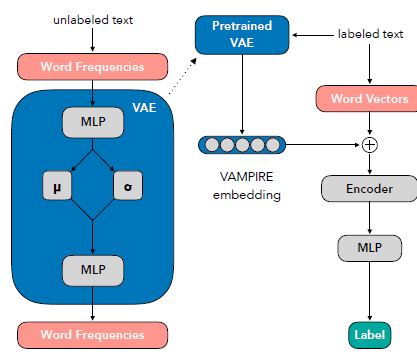 unlabeled text
Word Frequencies
VAE
MLP
μ
σ
MLP
Word Frequencies
Pretrained
VAE
labeled text
Word Vectors
VAMPIRE
embedding
Encoder
MLP
Label